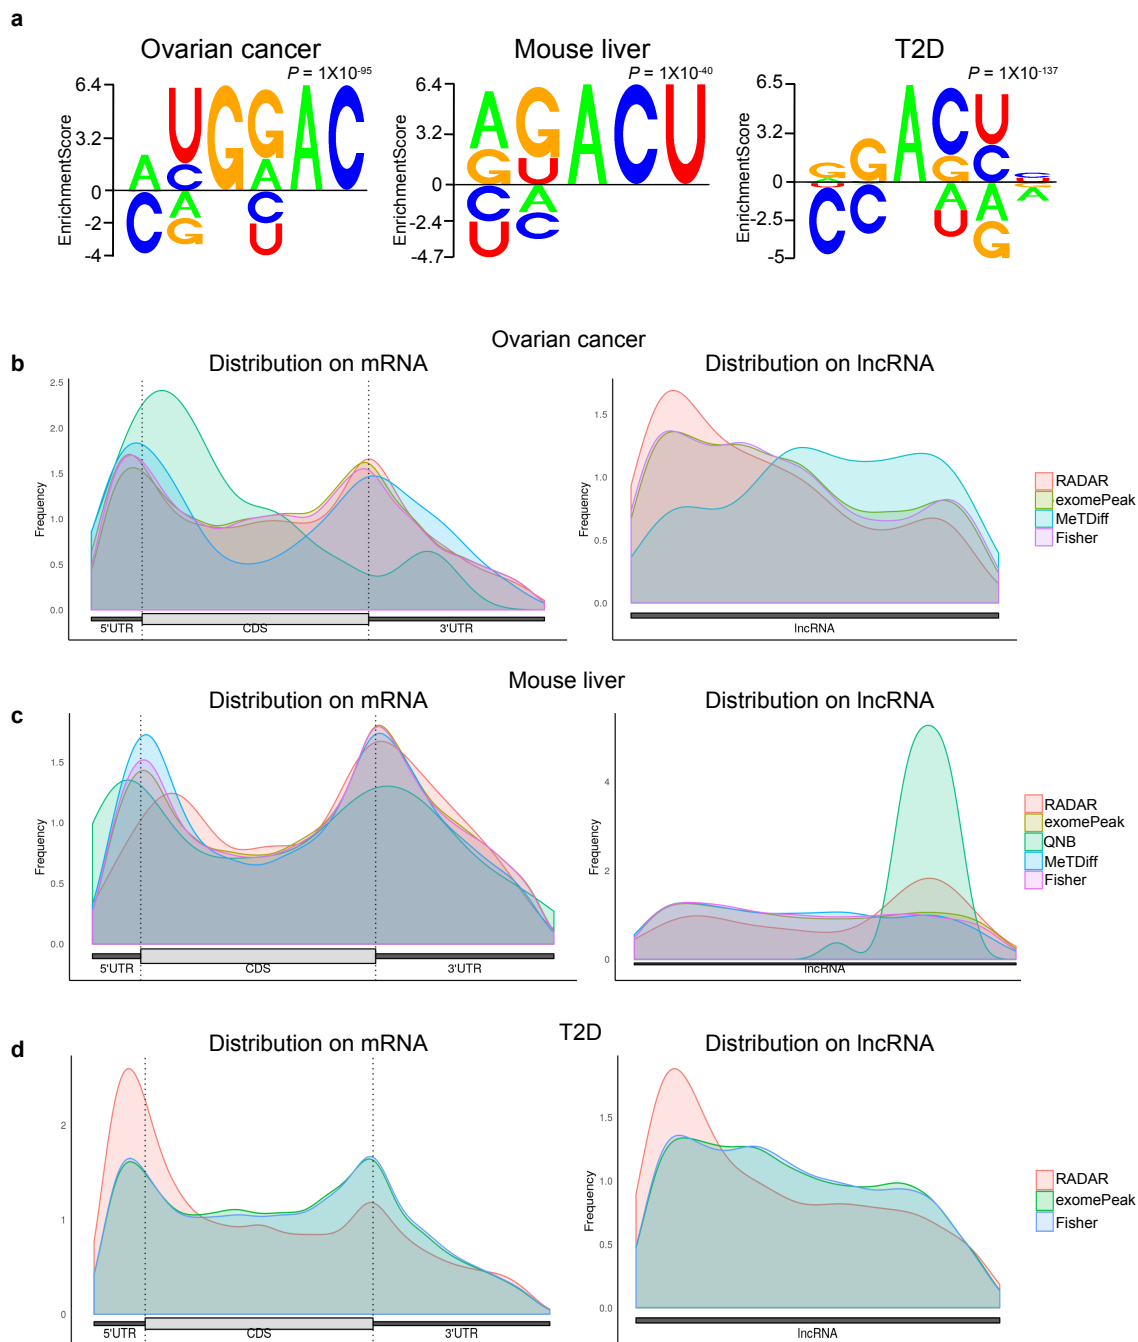 a
Ovarian cancer
P = 1X10-95
EnrichmentScore
6.4
3.2
0
-2
-4
A U G G A C
C C A
A C
G U
Mouse liver
P = 1X10-40
EnrichmentScore
6.4
3.2
0
-2.4
-4.7
A G A C U
G U
C A
U C
T2D
P = 1X10-137
EnrichmentScore
6.5
3.2
0
-2.5
-5
G G A C U C
A G C U
U C A A G
C U G A
Ovarian cancer
b
Distribution on mRNA
Frequency
2.5
2.0
1.5
1.0
0.5
0.0
5'UTR CDS 3'UTR
Distribution on lncRNA
Frequency
1.5
1.0
0.5
0.0
lncRNA
RADAR
exomePeak
MeTDiff
Fisher
Mouse liver
c
Distribution on mRNA
Frequency
1.5
1.0
0.5
0.0
5'UTR CDS 3'UTR
Distribution on lncRNA
Frequency
4
2
0
lncRNA
RADAR
exomePeak
QNB
MeTDiff
Fisher
T2D
d
Distribution on mRNA
2
1
0
5'UTR CDS 3'UTR
Distribution on lncRNA
Frequency
1.5
1.0
0.5
0.0
lncRNA
RADAR
exomePeak
Fisher